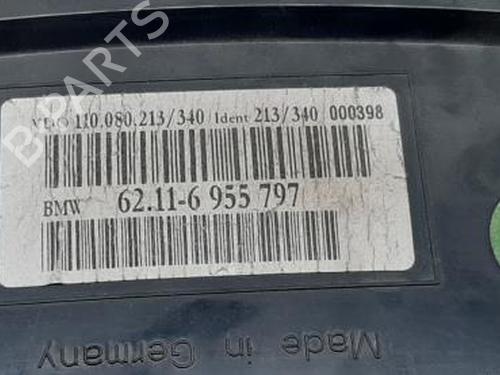 VDO 110.080.213/340 / Ident 213/340 000398
BMW 62.11-6 955 797
Made in Germany
B-PARTS